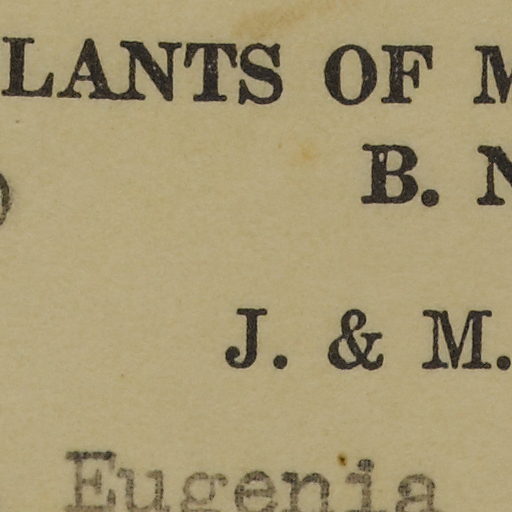 LANTS OF M
B. N
J. & M.
Eugenia